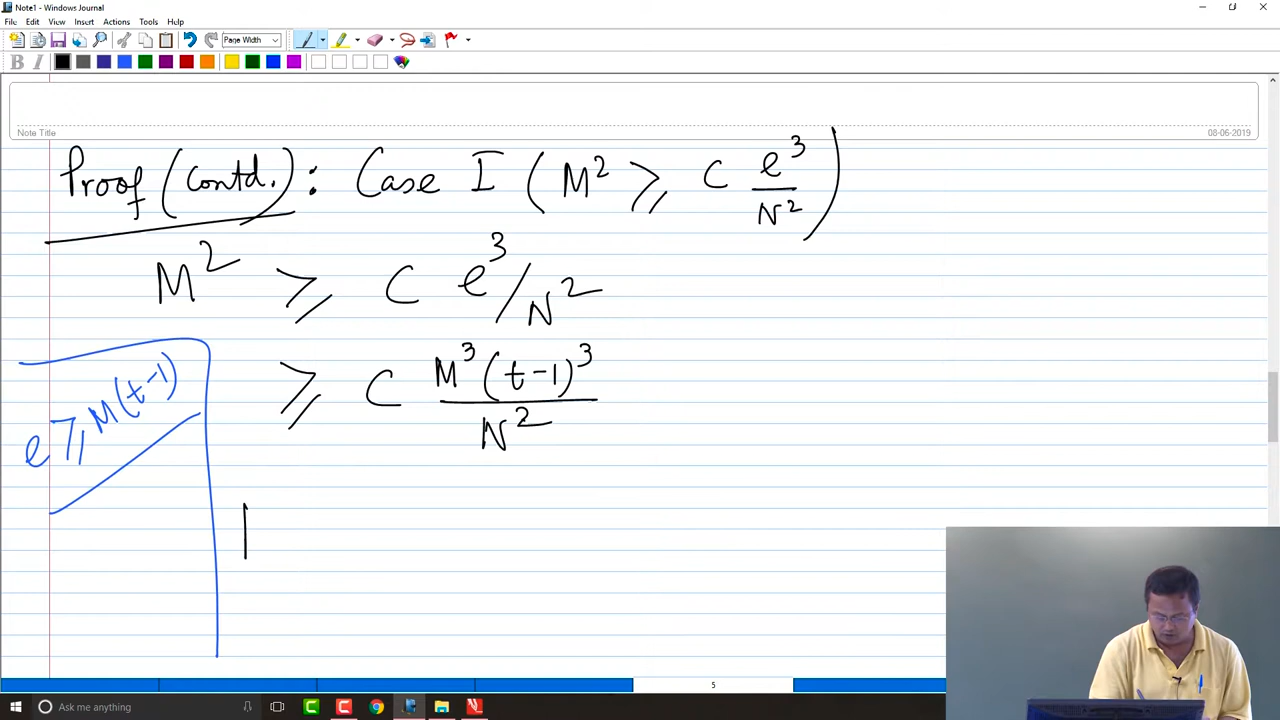 Note1 - Windows Journal
File Edit View Insert Actions Tools Help
Page Width
B I
Note Title
08-06-2019
Proof (Contd.): Case I (M² ⩾ C e³/N²)
M² ⩾ C e³/N²
⩾ C M³(t-1)³/N²
e ⩾ M(t-1)
5
Ask me anything